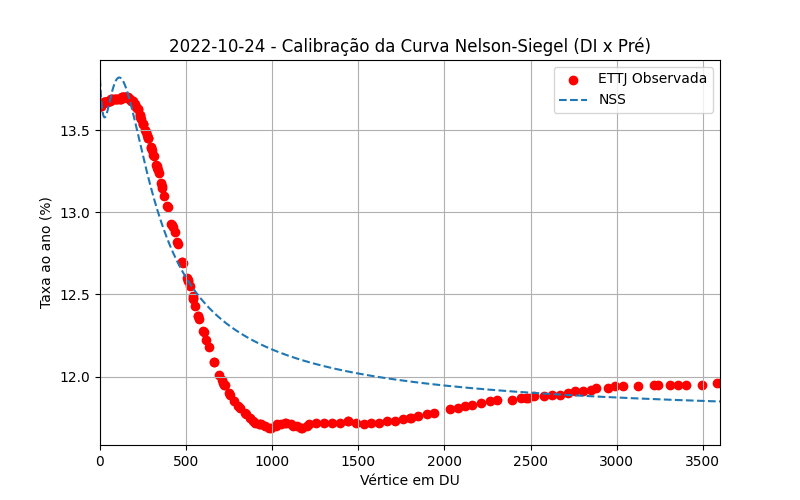 2022-10-24 - Calibração da Curva Nelson-Siegel (DI x Pré)
ETTJ Observada
NSS
Taxa ao ano (%)
13.5
13.0
12.5
12.0
0 500 1000 1500 2000 2500 3000 3500
Vértice em DU